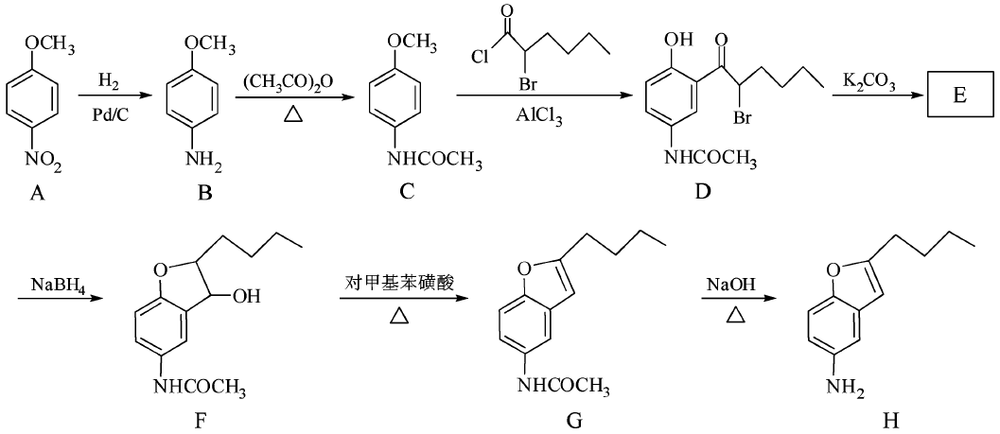 OCH₃
NO₂
A
H₂
Pd/C
OCH₃
NH₂
B
(CH₃CO)₂O
△
OCH₃
NHCOCH₃
C
O
Cl
Br
AlCl₃
OH
O
Br
NHCOCH₃
D
K₂CO₃
E
NaBH₄
O
OH
NHCOCH₃
F
对甲基苯磺酸
△
O
NHCOCH₃
G
NaOH
△
O
NH₂
H